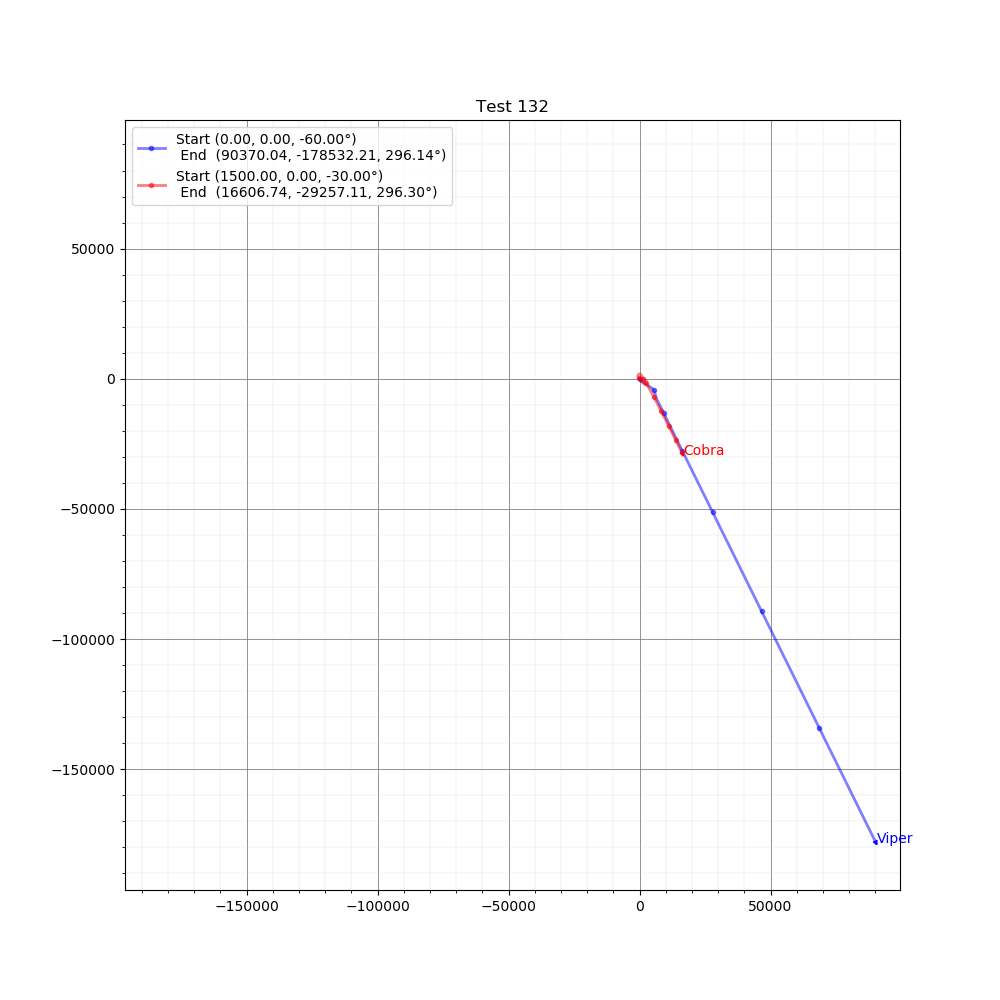 Test 132
Start (0.00, 0.00, -60.00°)
End (90370.04, -178532.21, 296.14°)
Start (1500.00, 0.00, -30.00°)
End (16606.74, -29257.11, 296.30°)
50000
0
−50000
−100000
−150000
Cobra
Viper
−150000
−100000
−50000
0
50000